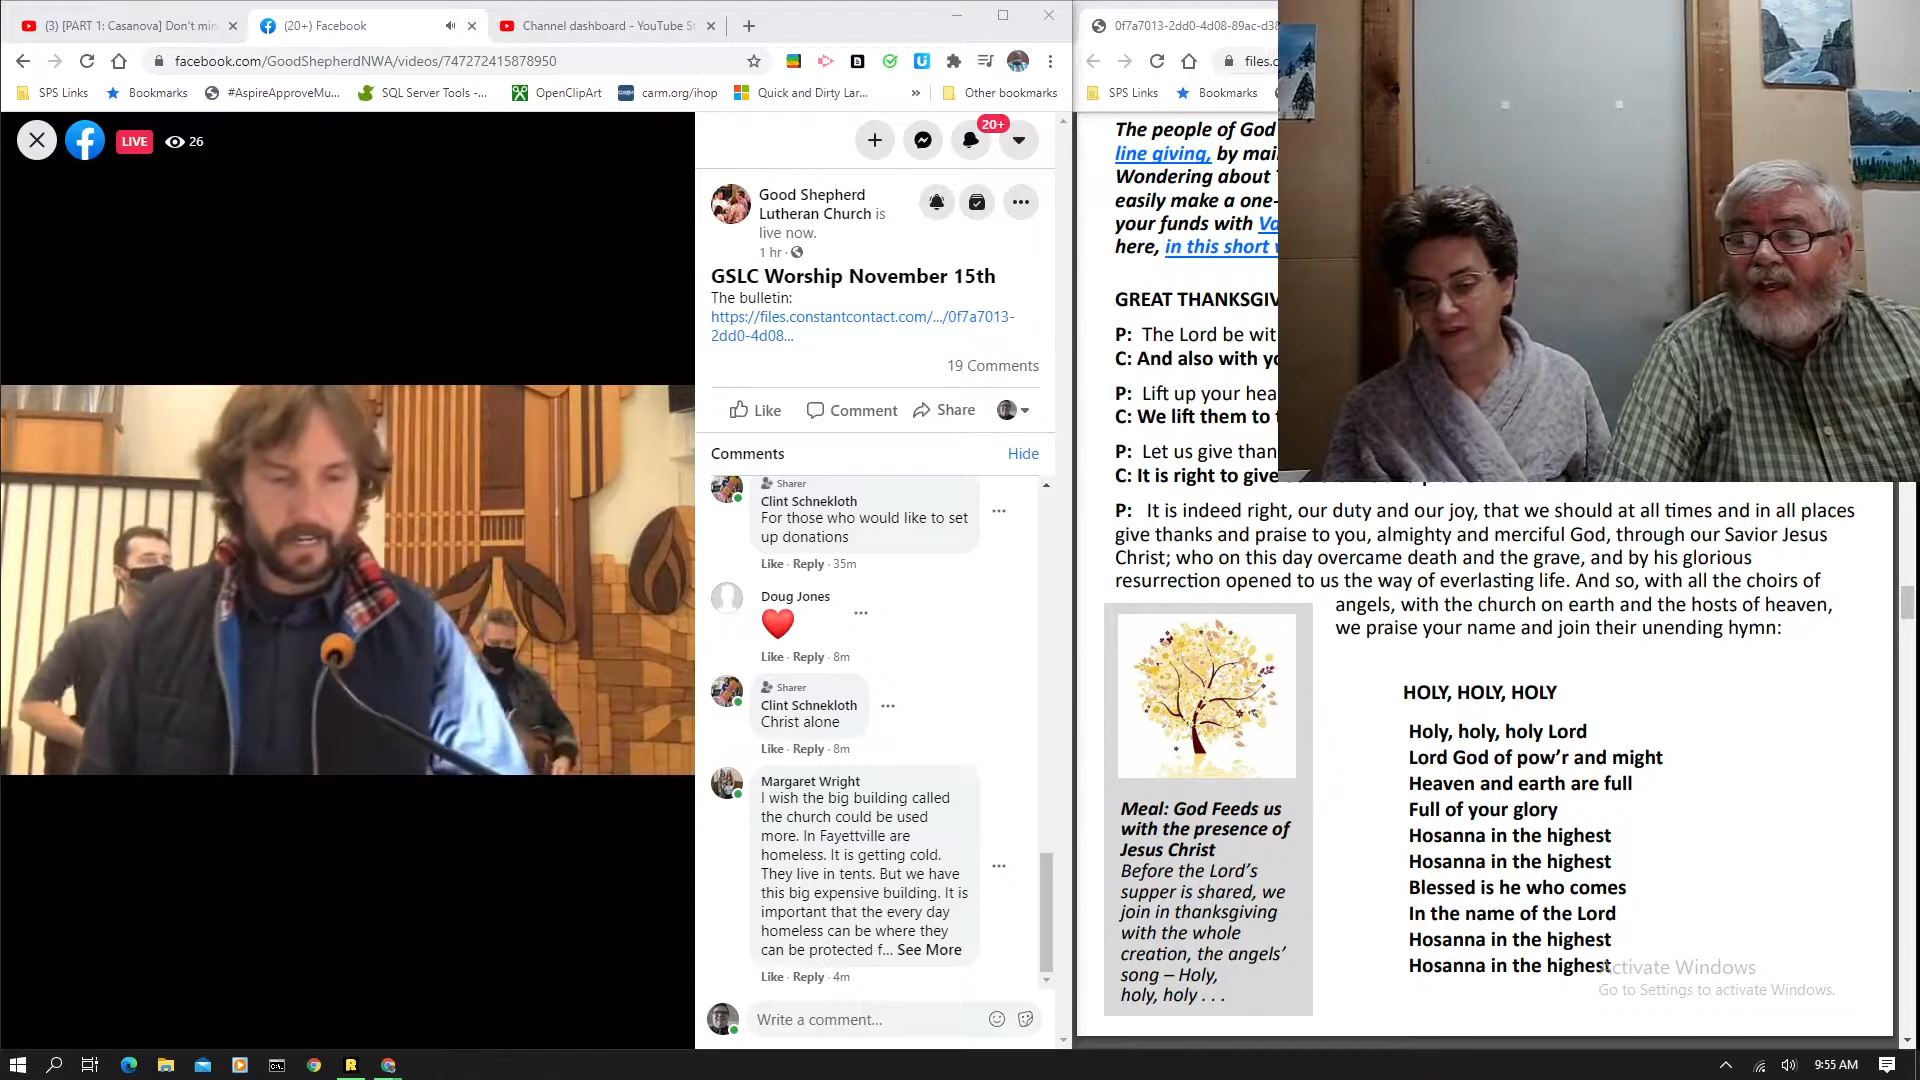 (3) [PART 1: Casanova] Don't min
(20+) Facebook
Channel dashboard - YouTube St
0f7a7013-2dd0-4d08-89ac-d38
facebook.com/GoodShepherdNWA/videos/747272415878950
files.c
SPS Links
Bookmarks
#AspireApproveMu...
SQL Server Tools -...
OpenClipArt
carm.org/ihop
Quick and Dirty Lar...
»
Other bookmarks
SPS Links
Bookmarks
LIVE
26
20+
Good Shepherd
Lutheran Church is
live now.
1 hr ·
GSLC Worship November 15th
The bulletin:
https://files.constantcontact.com/.../0f7a7013-
2dd0-4d08...
19 Comments
Like
Comment
Share
Comments
Hide
Sharer
Clint Schnekloth
For those who would like to set
up donations
Like · Reply · 35m
Doug Jones
Like · Reply · 8m
Sharer
Clint Schnekloth
Christ alone
Like · Reply · 8m
Margaret Wright
I wish the big building called
the church could be used
more. In Fayettville are
homeless. It is getting cold.
They live in tents. But we have
this big expensive building. It is
important that the every day
homeless can be where they
can be protected f... See More
Like · Reply · 4m
Write a comment...
The people of God
line giving, by mai
Wondering about
easily make a one-
your funds with
here, in this short
GREAT THANKSGIV
P: The Lord be wit
C: And also with yo
P: Lift up your hea
C: We lift them to
P: Let us give than
C: It is right to give
P: It is indeed right, our duty and our joy, that we should at all times and in all places
give thanks and praise to you, almighty and merciful God, through our Savior Jesus
Christ; who on this day overcame death and the grave, and by his glorious
resurrection opened to us the way of everlasting life. And so, with all the choirs of
angels, with the church on earth and the hosts of heaven,
we praise your name and join their unending hymn:
HOLY, HOLY, HOLY
Holy, holy, holy Lord
Lord God of pow'r and might
Heaven and earth are full
Full of your glory
Hosanna in the highest
Hosanna in the highest
Blessed is he who comes
In the name of the Lord
Hosanna in the highest
Hosanna in the highest
Meal: God Feeds us
with the presence of
Jesus Christ
Before the Lord's
supper is shared, we
join in thanksgiving
with the whole
creation, the angels'
song – Holy,
holy, holy . . .
Activate Windows
Go to Settings to activate Windows.
9:55 AM